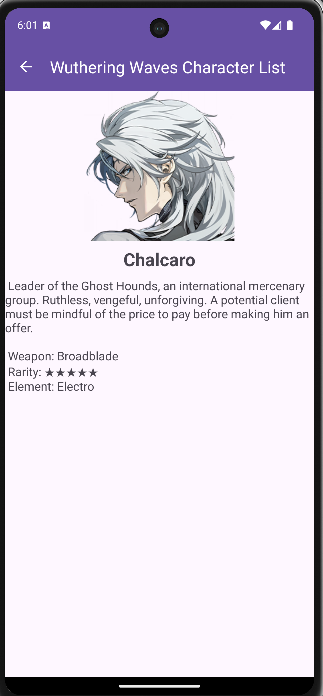 6:01
Wuthering Waves Character List
Chalcaro
Leader of the Ghost Hounds, an international mercenary
group. Ruthless, vengeful, unforgiving. A potential client
must be mindful of the price to pay before making him an
offer.
Weapon: Broadblade
Rarity: ★★★★★
Element: Electro